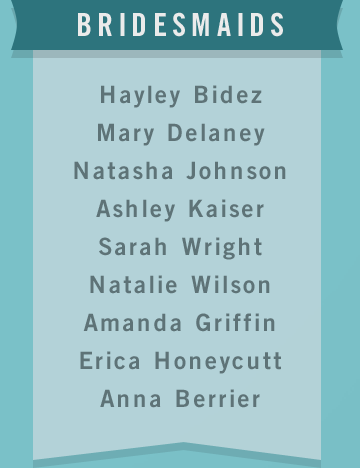 BRIDESMAIDS
Hayley Bidez
Mary Delaney
Natasha Johnson
Ashley Kaiser
Sarah Wright
Natalie Wilson
Amanda Griffin
Erica Honeycutt
Anna Berrier